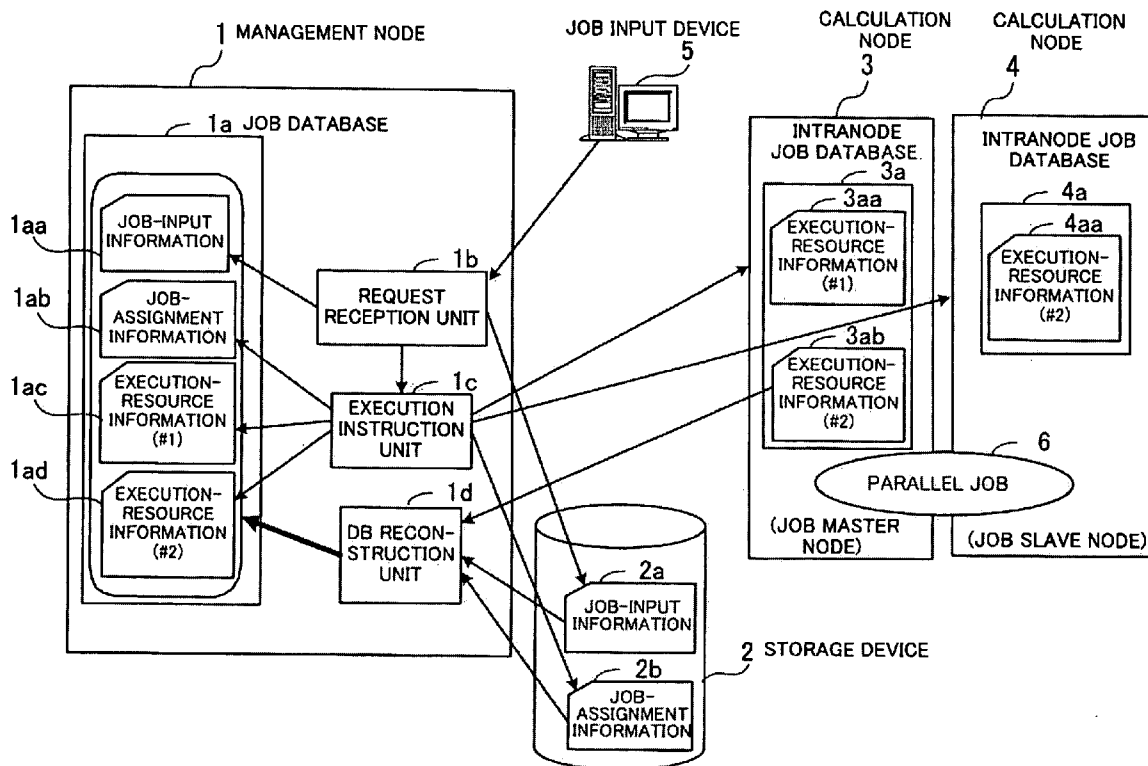 1 MANAGEMENT NODE
JOB INPUT DEVICE
5
CALCULATION
NODE
3
CALCULATION
NODE
4
1a JOB DATABASE
1aa
JOB-INPUT
INFORMATION
1ab
JOB-
ASSIGNMENT
INFORMATION
1ac
EXECUTION-
RESOURCE
INFORMATION
(#1)
1ad
EXECUTION-
RESOURCE
INFORMATION
(#2)
1b
REQUEST
RECEPTION UNIT
1c
EXECUTION
INSTRUCTION
UNIT
1d
DB RECON-
STRUCTION
UNIT
INTRANODE
JOB DATABASE
3a
3aa
EXECUTION-
RESOURCE
INFORMATION
(#1)
3ab
EXECUTION-
RESOURCE
INFORMATION
(#2)
INTRANODE JOB
DATABASE
4a
4aa
EXECUTION-
RESOURCE
INFORMATION
(#2)
6
PARALLEL JOB
(JOB MASTER
NODE)
(JOB SLAVE NODE)
2a
JOB-INPUT
INFORMATION
2 STORAGE DEVICE
2b
JOB-
ASSIGNMENT
INFORMATION